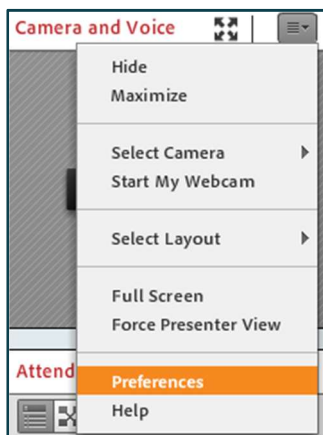 Camera and Voice
Hide
Maximize
Select Camera
Start My Webcam
Select Layout
Full Screen
Force Presenter View
Attend
Preferences
Help